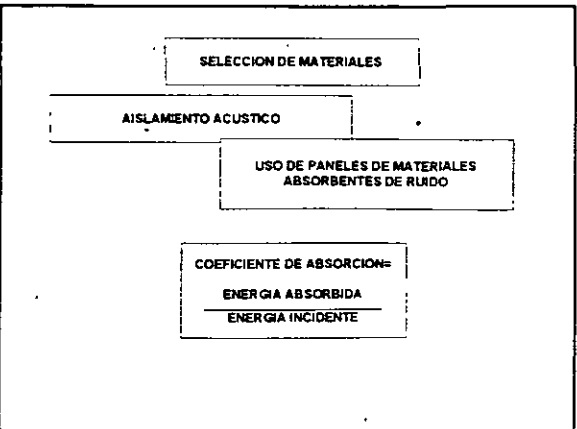 SELECCION DE MATERIALES
AISLAMIENTO ACUSTICO
USO DE PANELES DE MATERIALES
ABSORBENTES DE RUIDO
COEFICIENTE DE ABSORCION=
ENERGIA ABSORBIDA
ENERGIA INCIDENTE